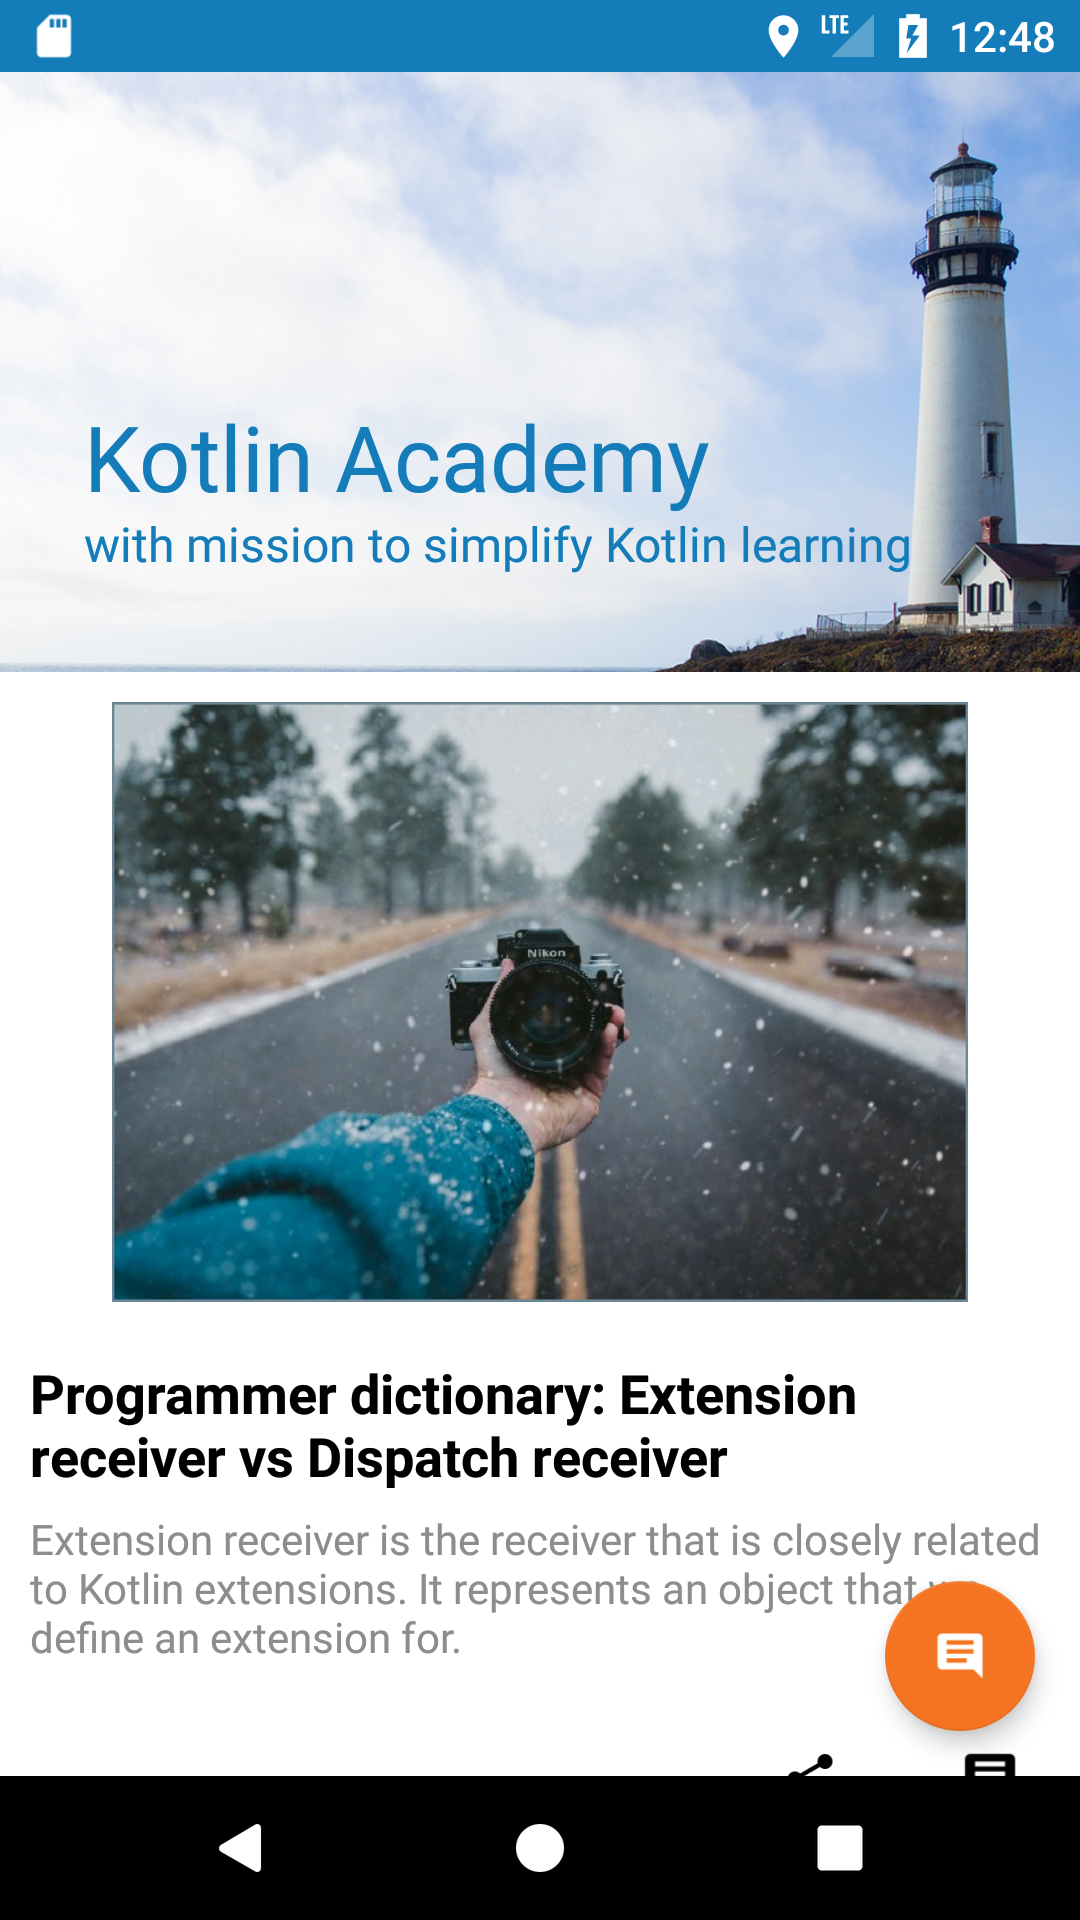 LTE 12:48
Kotlin Academy
with mission to simplify Kotlin learning
Nikon
Programmer dictionary: Extension
receiver vs Dispatch receiver
Extension receiver is the receiver that is closely related
to Kotlin extensions. It represents an object that
define an extension for.